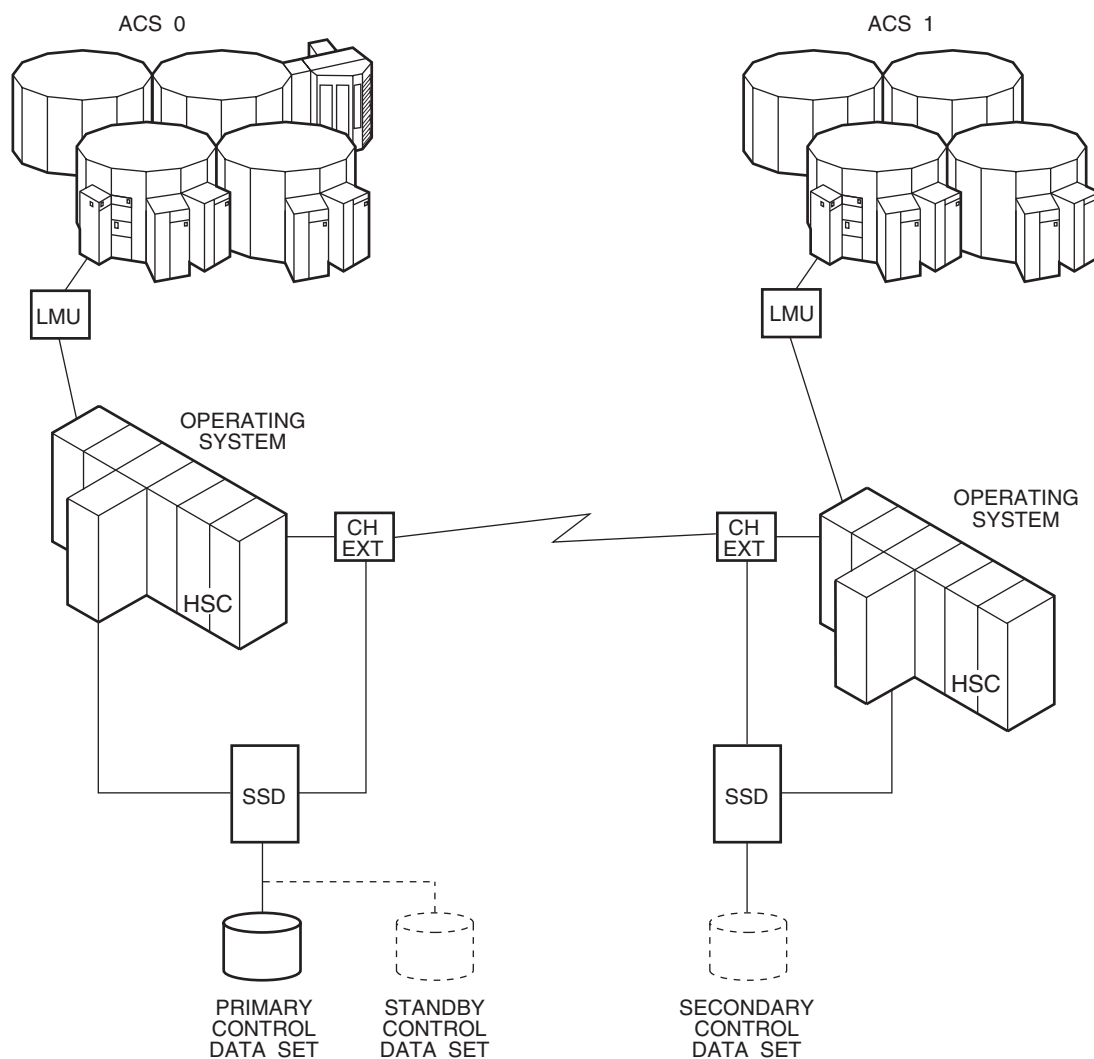 ACS 0
ACS 1
LMU
LMU
OPERATING
SYSTEM
OPERATING
SYSTEM
CH
EXT
CH
EXT
HSC
HSC
SSD
SSD
PRIMARY
CONTROL
DATA SET
STANDBY
CONTROL
DATA SET
SECONDARY
CONTROL
DATA SET